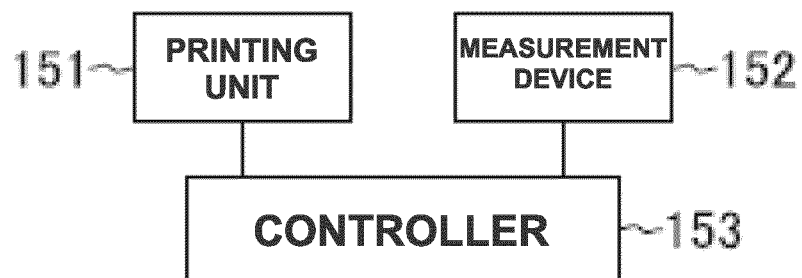 151
PRINTING
UNIT
MEASUREMENT
DEVICE
152
CONTROLLER
153